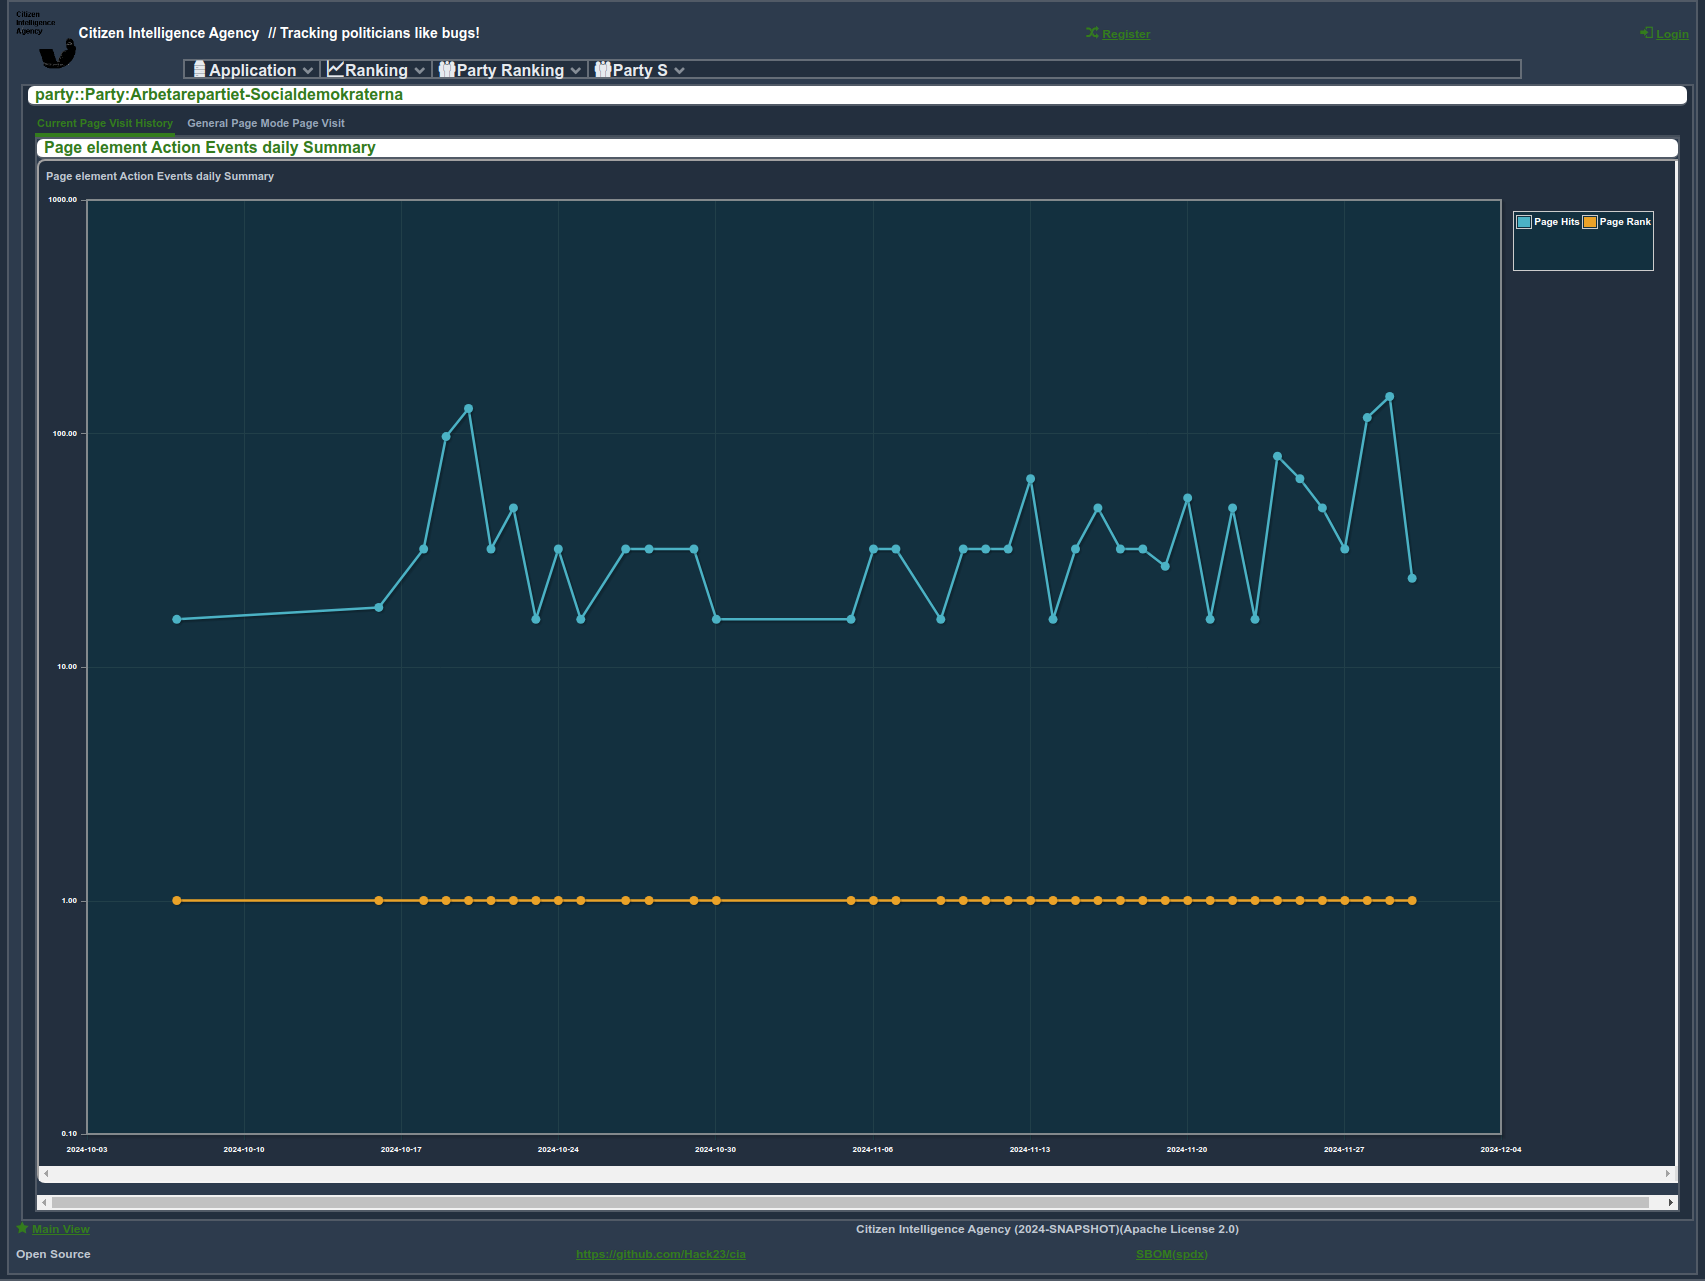 Citizen
Intelligence
Agency
Citizen Intelligence Agency // Tracking politicians like bugs!
Register
Login
Application Ranking Party Ranking Party S
party::Party:Arbetarepartiet-Socialdemokraterna
Current Page Visit History General Page Mode Page Visit
Page element Action Events daily Summary
Page element Action Events daily Summary
1000.00
Page Hits Page Rank
100.00
10.00
1.00
0.10
2024-10-03 2024-10-10 2024-10-17 2024-10-24 2024-10-30 2024-11-06 2024-11-13 2024-11-20 2024-11-27 2024-12-04
Main View Citizen Intelligence Agency (2024-SNAPSHOT)(Apache License 2.0)
Open Source https://github.com/Hack23/cia SBOM(spdx)